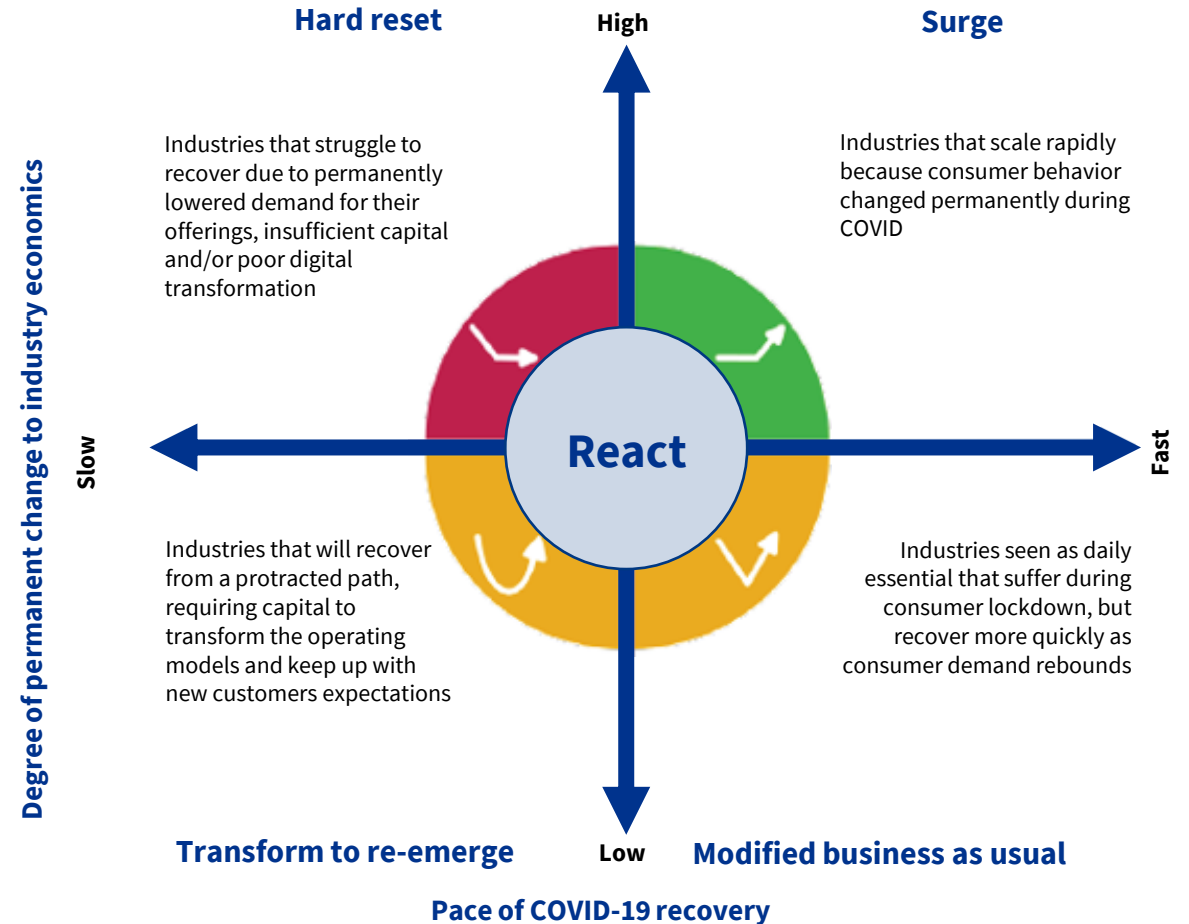 Hard reset
High
Surge
Industries that struggle to
recover due to permanently
lowered demand for their
offerings, insufficient capital
and/or poor digital
transformation
Industries that scale rapidly
because consumer behavior
changed permanently during
COVID
Degree of permanent change to industry economics
Slow
React
Fast
Industries that will recover
from a protracted path,
requiring capital to
transform the operating
models and keep up with
new customers expectations
Industries seen as daily
essential that suffer during
consumer lockdown, but
recover more quickly as
consumer demand rebounds
Transform to re-emerge
Low
Modified business as usual
Pace of COVID-19 recovery